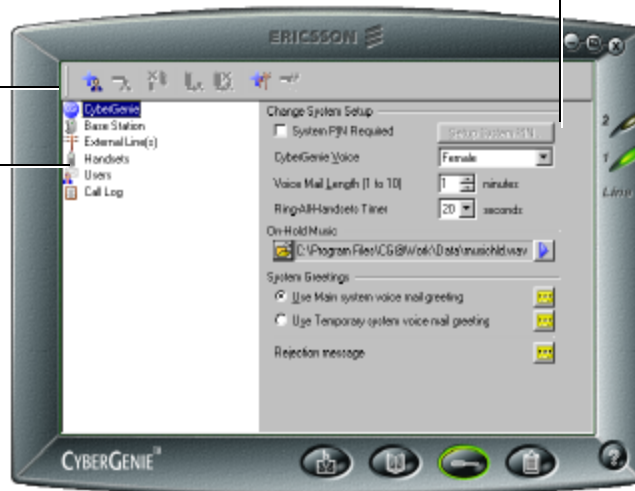 ERICSSON
CyberGenie
Base Station
External Line(s)
Handsets
Users
Call Log
Change System Setup
System PIN Required
Setup System PIN...
CyberGenie Voice
Female
Voice Mail Length (1 to 10)
1
minutes
Ring-All-Handsets Timer
20
seconds
On-Hold Music
C:\Program Files\CG@Work\Data\musichld.wav
System Greetings
Use Main system voice mail greeting
Use Temporary system voice mail greeting
Rejection message
2
1
Line
CYBERGENIE™
?